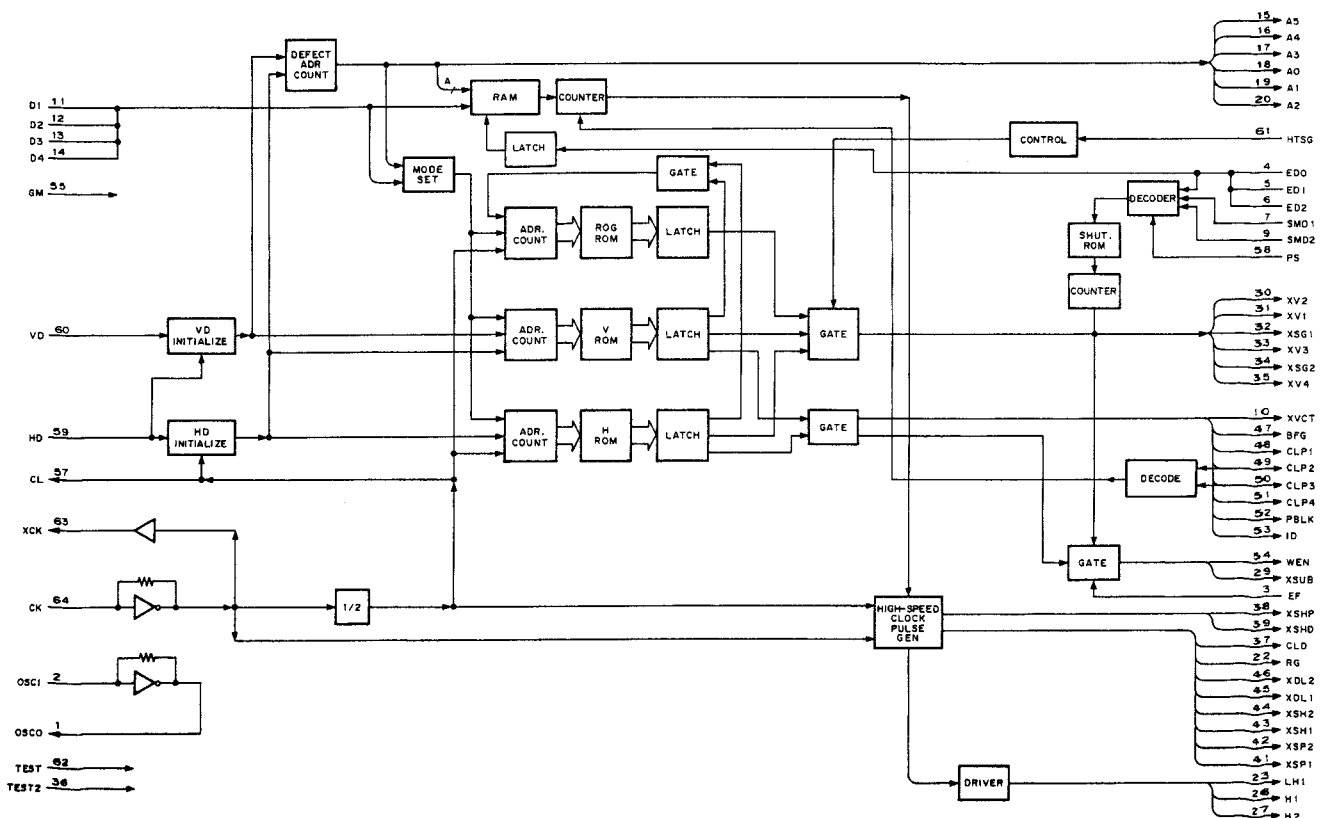 DEFECT
ADR
COUNT
A
RAM
COUNTER
LATCH
MODE
SET
GATE
CONTROL
DECODER
SHUT.
ROM
COUNTER
ADR.
COUNT
ROG
ROM
LATCH
VD
INITIALIZE
ADR.
COUNT
V
ROM
LATCH
GATE
HD
INITIALIZE
ADR.
COUNT
H
ROM
LATCH
GATE
DECODE
GATE
1/2
HIGH-SPEED
CLOCK
PULSE
GEN
DRIVER
D1 11
D2 12
D3 13
D4 14
GM 55
VD 60
HD 59
CL 57
XCK 63
CK 64
OSCI 2
OSCO 1
TEST 62
TEST2 36
15 A5
16 A4
17 A3
18 A0
19 A1
20 A2
61 HTSG
4 ED0
5 ED1
6 ED2
7 SMD1
9 SMD2
58 PS
30 XV2
31 XV1
32 XSG1
33 XV3
34 XSG2
35 XV4
10 XVCT
47 BFG
48 CLP1
49 CLP2
50 CLP3
51 CLP4
52 PBLK
53 ID
54 WEN
29 XSUB
3 EF
38 XSHP
39 XSHD
37 CLD
22 RG
46 XDL2
45 XDL1
44 XSH2
43 XSH1
42 XSP2
41 XSP1
23 LH1
26 H1
27 H2